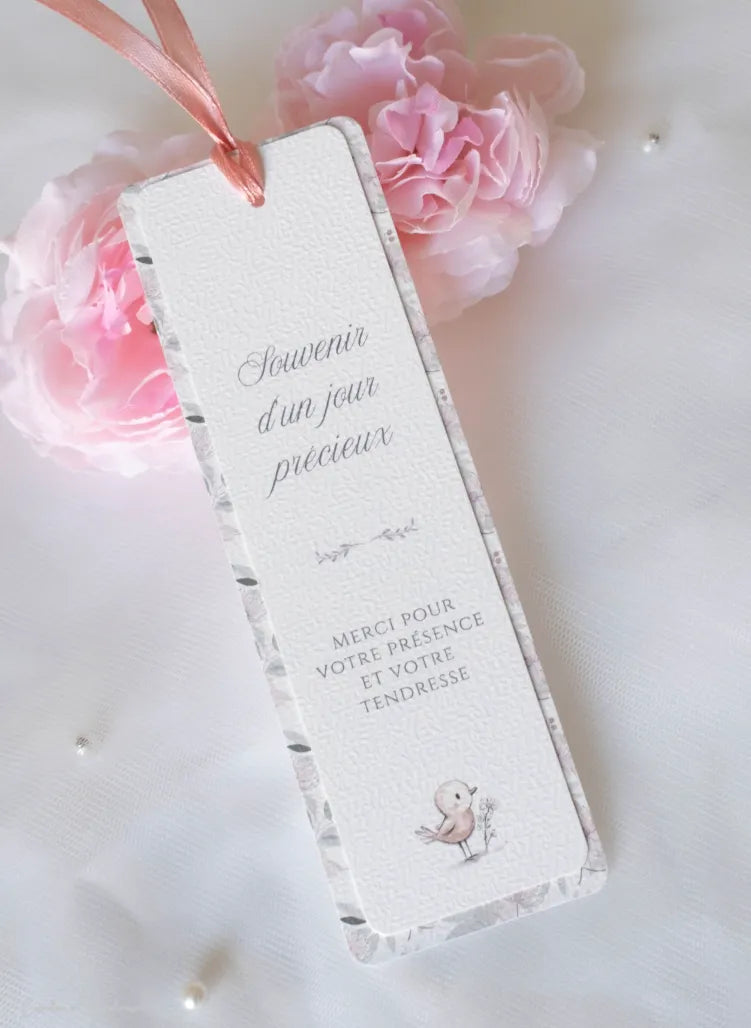 Souvenir
d'un jour
précieux
MERCI POUR
VOTRE PRÉSENCE
ET VOTRE
TENDRESSE